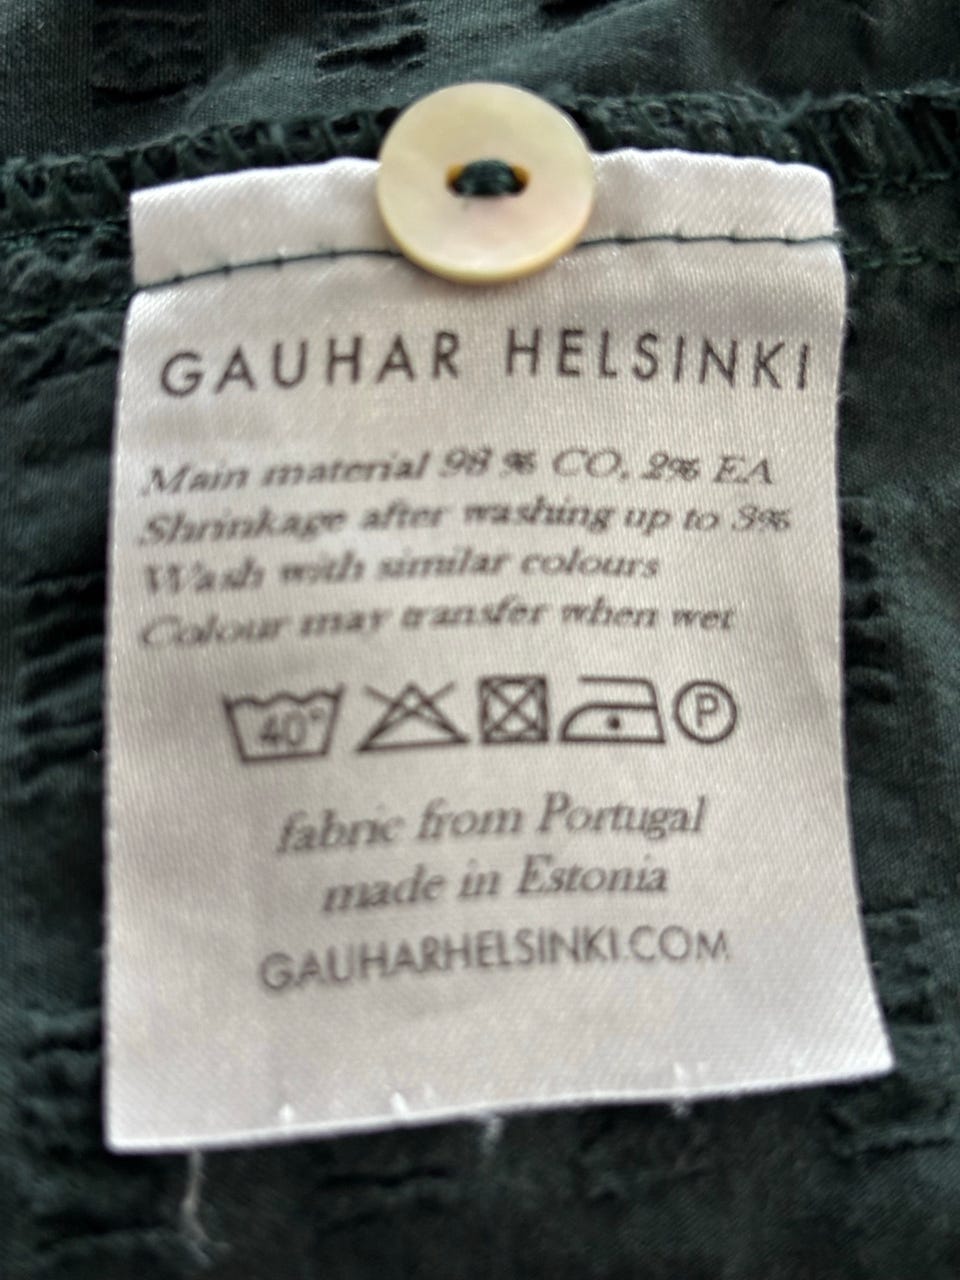 GAUHAR HELSINKI
Main material 98 % CO, 2% EA
Shrinkage after washing up to 3%
Wash with similar colours
Colour may transfer when wet
40° P
fabric from Portugal
made in Estonia
GAUHARHELSINKI.COM